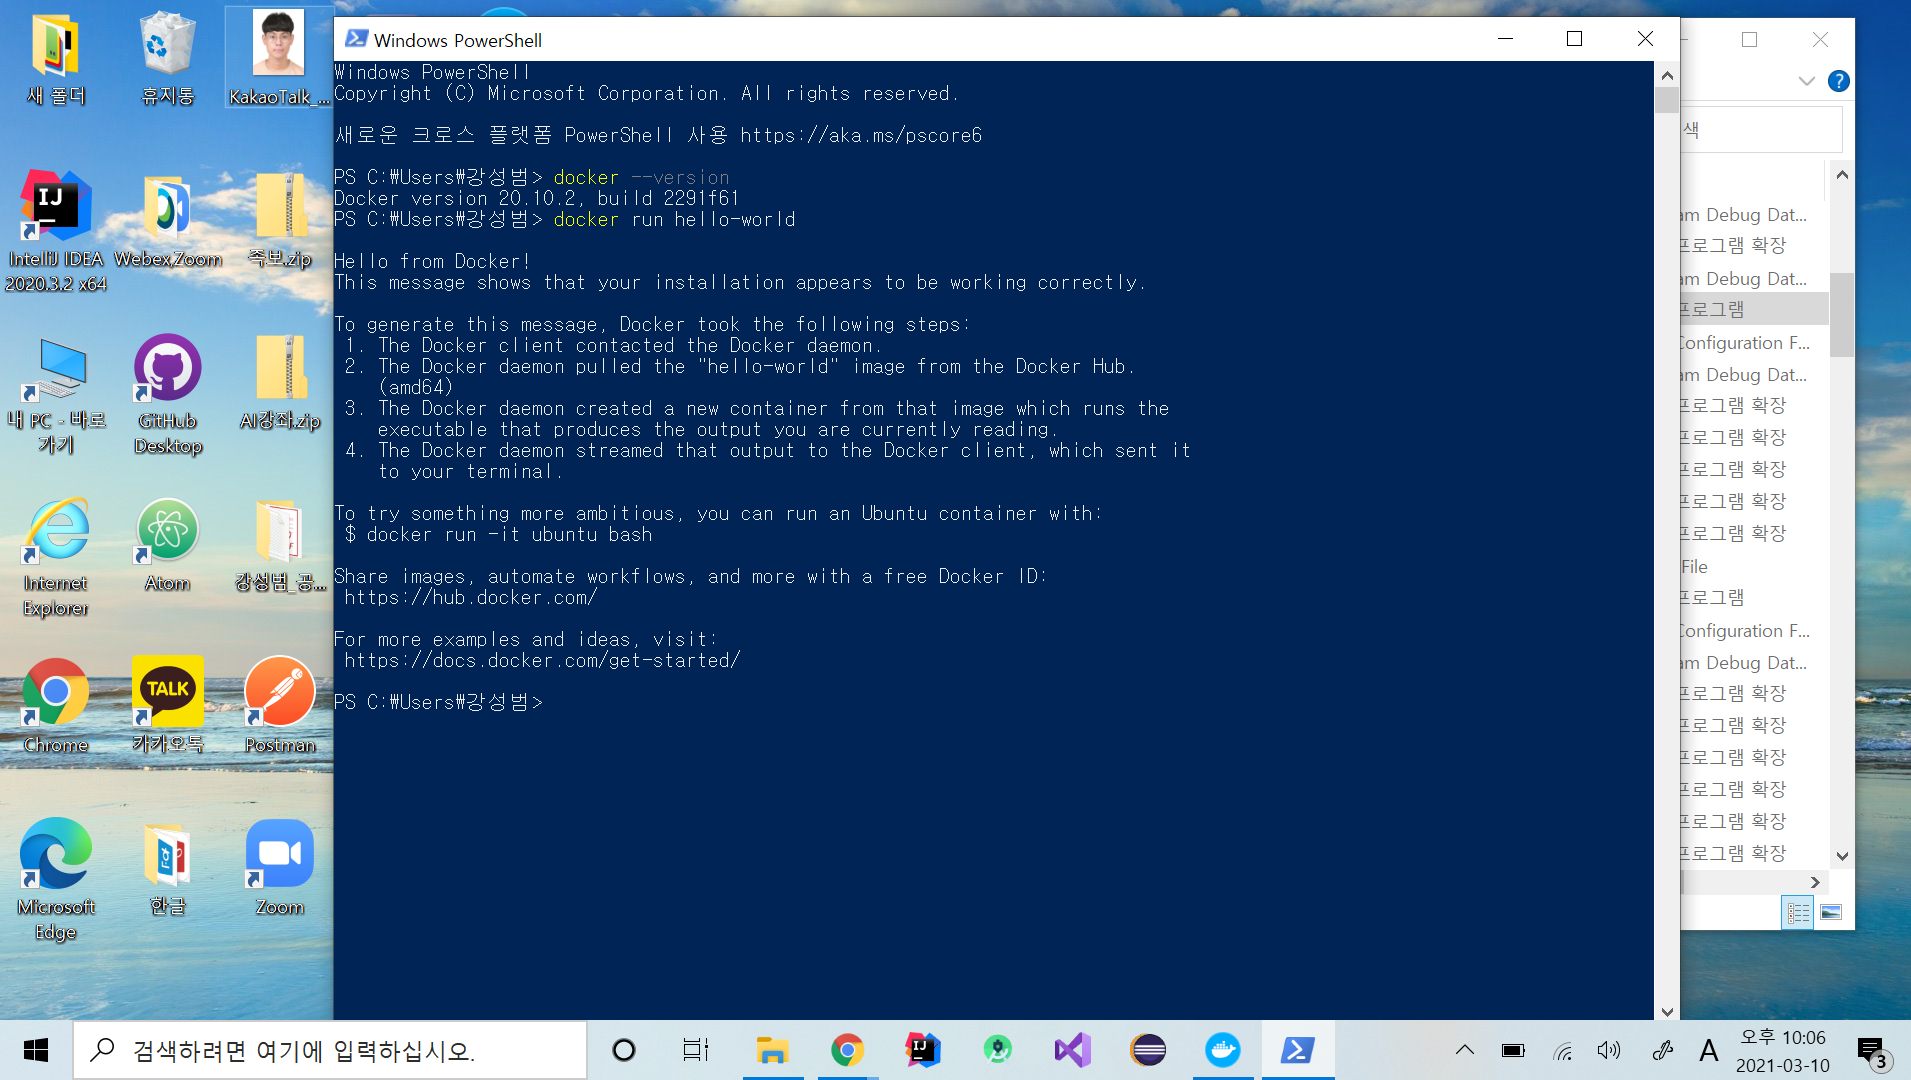 새 폴더
휴지통
KakaoTalk_...
IntelliJ IDEA
2020.3.2 x64
Webex,Zoom
족보.zip
내 PC - 바로
가기
GitHub
Desktop
AI강좌.zip
Internet
Explorer
Atom
강성범_공...
Chrome
TALK
카카오톡
Postman
Microsoft
Edge
한글
Zoom
Windows PowerShell
Windows PowerShell
Copyright (C) Microsoft Corporation. All rights reserved.
새로운 크로스 플랫폼 PowerShell 사용 https://aka.ms/pscore6
PS C:₩Users₩강성범> docker --version
Docker version 20.10.2, build 2291f61
PS C:₩Users₩강성범> docker run hello-world
Hello from Docker!
This message shows that your installation appears to be working correctly.
To generate this message, Docker took the following steps:
1. The Docker client contacted the Docker daemon.
2. The Docker daemon pulled the "hello-world" image from the Docker Hub.
(amd64)
3. The Docker daemon created a new container from that image which runs the
executable that produces the output you are currently reading.
4. The Docker daemon streamed that output to the Docker client, which sent it
to your terminal.
To try something more ambitious, you can run an Ubuntu container with:
$ docker run -it ubuntu bash
Share images, automate workflows, and more with a free Docker ID:
https://hub.docker.com/
For more examples and ideas, visit:
https://docs.docker.com/get-started/
PS C:₩Users₩강성범>
색
am Debug Dat...
프로그램 확장
am Debug Dat...
프로그램
Configuration F...
am Debug Dat...
프로그램 확장
프로그램 확장
프로그램 확장
프로그램 확장
프로그램 확장
File
프로그램
Configuration F...
am Debug Dat...
프로그램 확장
프로그램 확장
프로그램 확장
프로그램 확장
프로그램 확장
프로그램 확장
검색하려면 여기에 입력하십시오.
A
오후 10:06
2021-03-10
3